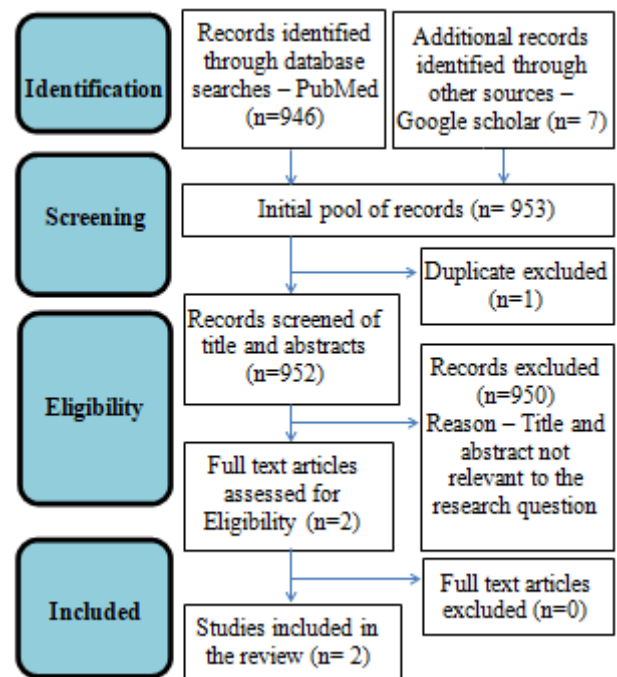 Identification
Records identified
through database
searches – PubMed
(n=946)
Additional records
identified through
other sources –
Google scholar (n= 7)
Screening
Initial pool of records (n= 953)
Duplicate excluded
(n=1)
Eligibility
Records screened of
title and abstracts
(n=952)
Records excluded
(n=950)
Reason – Title and
abstract not
relevant to the
research question
Full text articles
assessed for
Eligibility (n=2)
Included
Full text articles
excluded (n=0)
Studies included in
the review (n= 2)